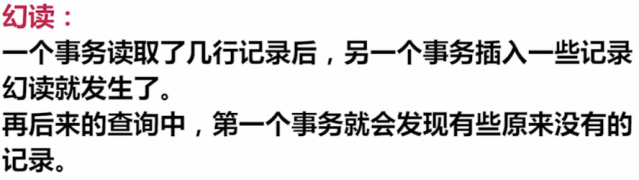 幻读：
一个事务读取了几行记录后，另一个事务插入一些记录
幻读就发生了。
再后来的查询中，第一个事务就会发现有些原来没有的
记录。